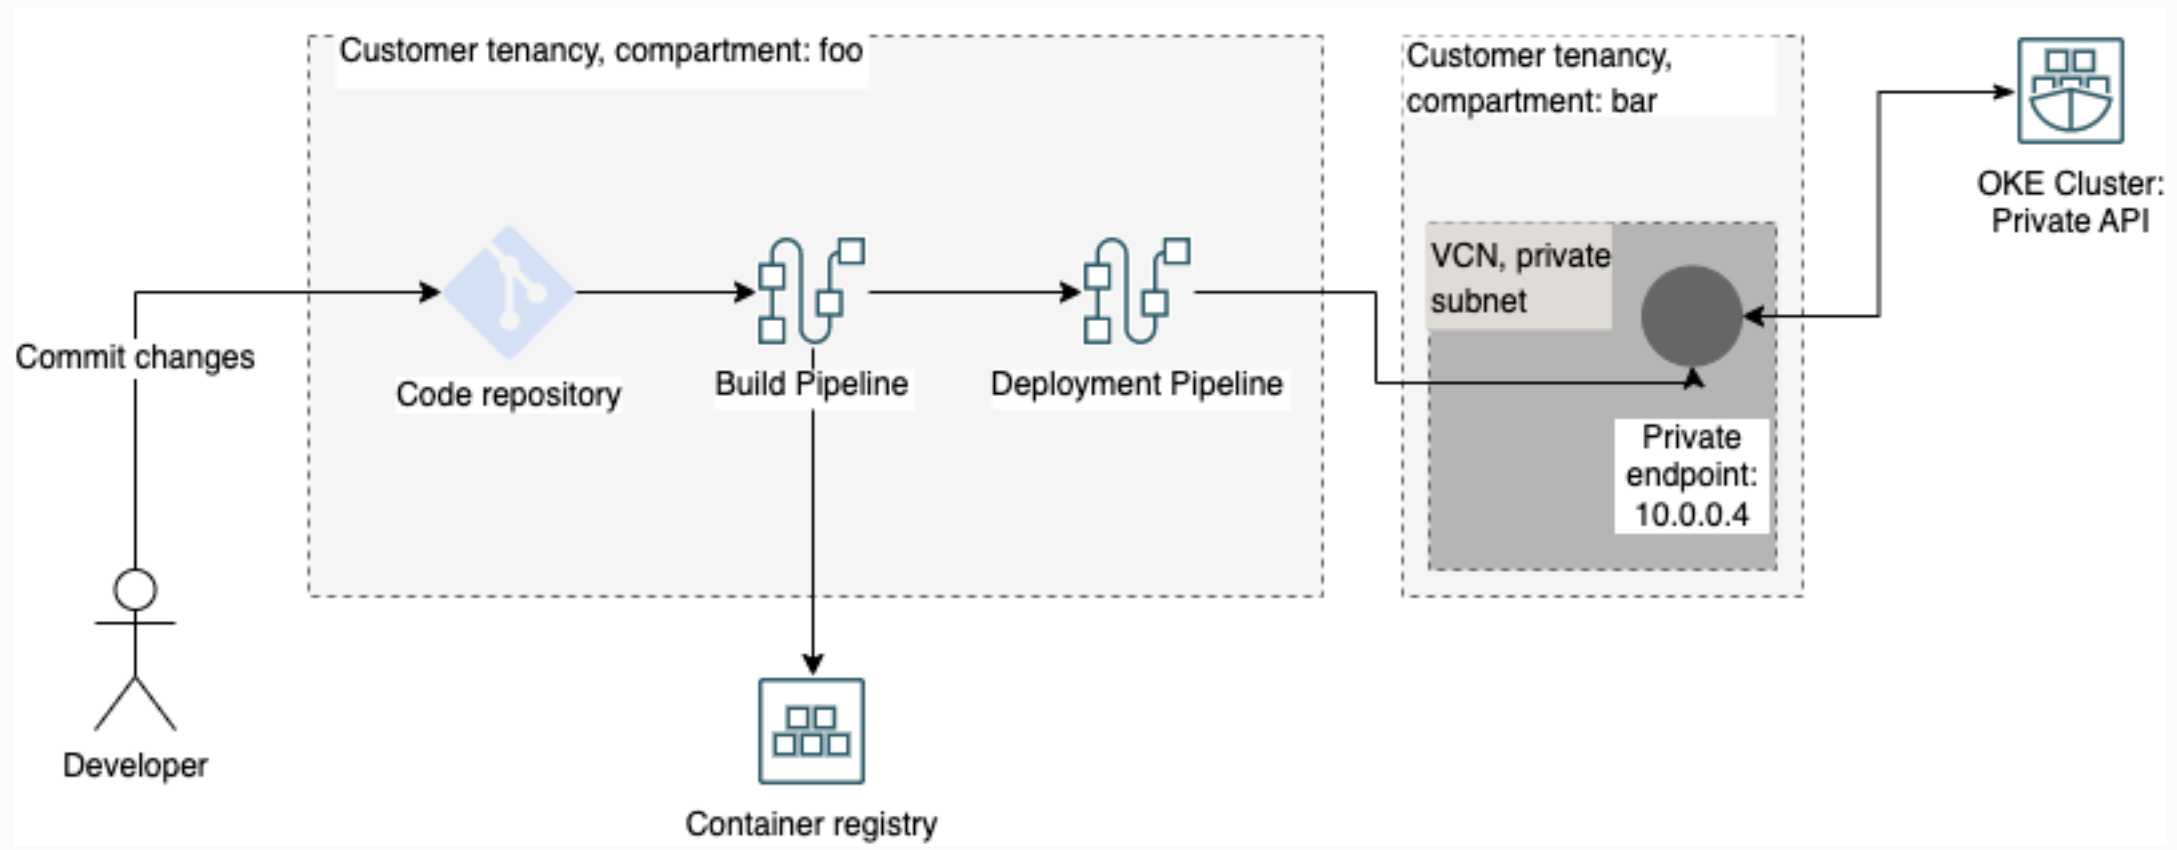 Customer tenancy, compartment: foo
Customer tenancy,
compartment: bar
OKE Cluster:
Private API
VCN, private
subnet
Commit changes
Code repository
Build Pipeline
Deployment Pipeline
Private
endpoint:
10.0.0.4
Developer
Container registry